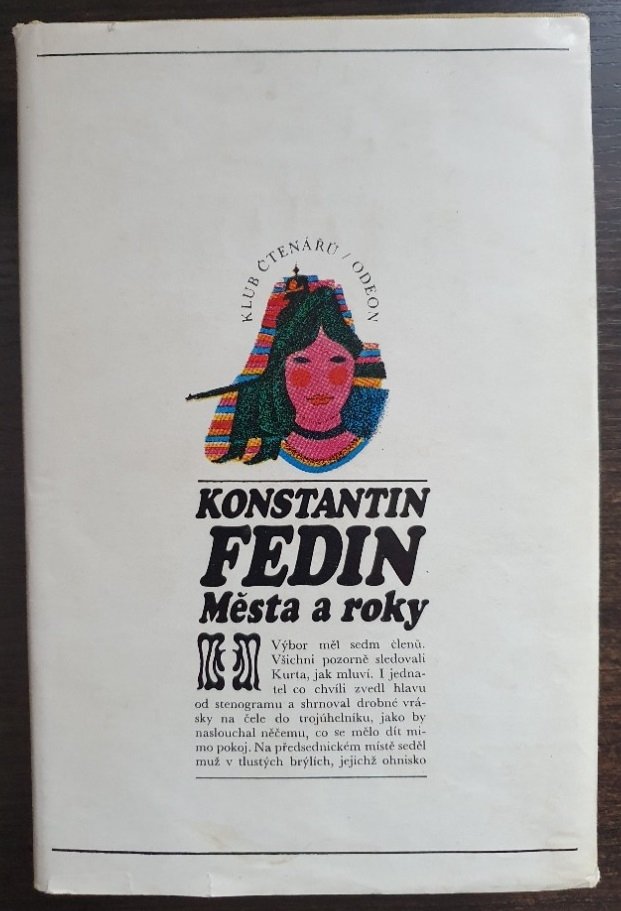 KLUB ČTENÁŘŮ / ODEON
KONSTANTIN
FEDIN
Města a roky
Výbor měl sedm členů.
Všichni pozorně sledovali
Kurta, jak mluví. I jedna-
tel co chvíli zvedl hlavu
od stenogramu a shrnoval drobné vrá-
sky na čele do trojúhelníku, jako by
naslouchal něčemu, co se mělo dít mi-
mo pokoj. Na předsednickém místě seděl
muž v tlustých brýlích, jejichž ohnisko